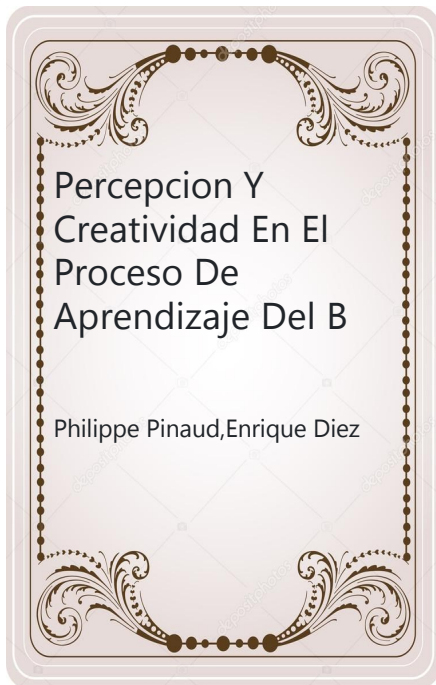 Percepcion Y
Creatividad En El
Proceso De
Aprendizaje Del B
Philippe Pinaud,Enrique Diez